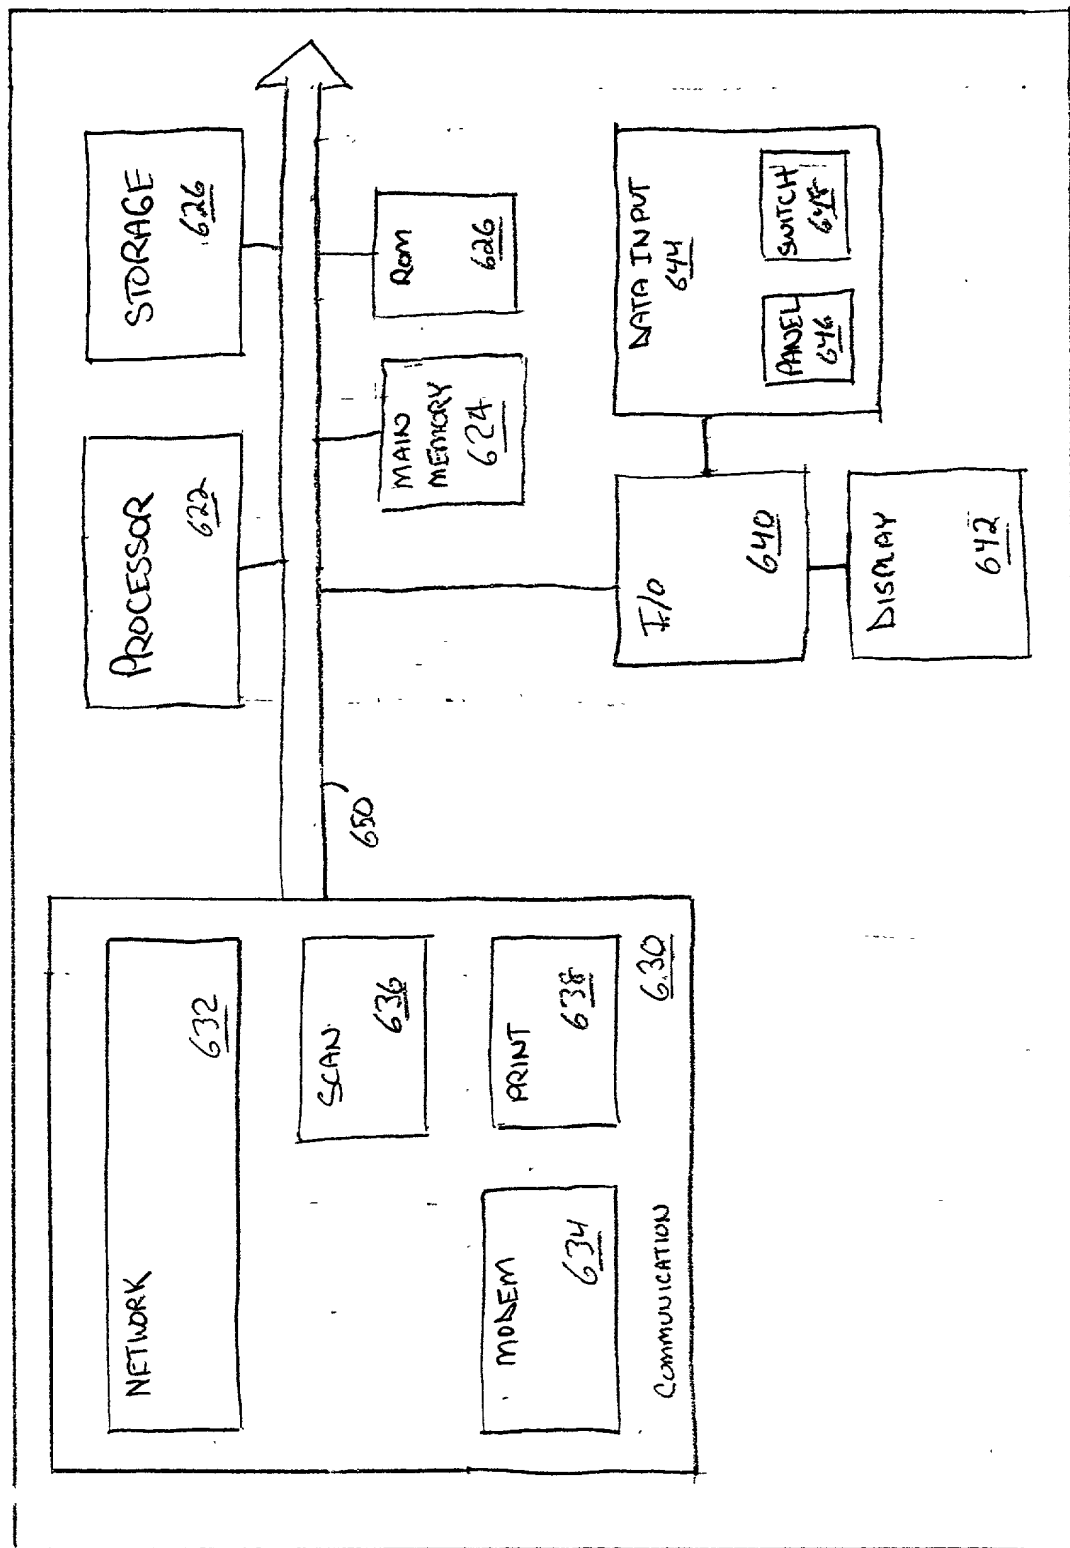 NETWORK
632
SCAN
636
MODEM
634
PRINT
638
COMMUNICATION
630
650
PROCESSOR
622
STORAGE
626
MAIN
MEMORY
624
ROM
626
I/O
640
DISPLAY
642
DATA INPUT
644
PANEL
646
SWITCH
648